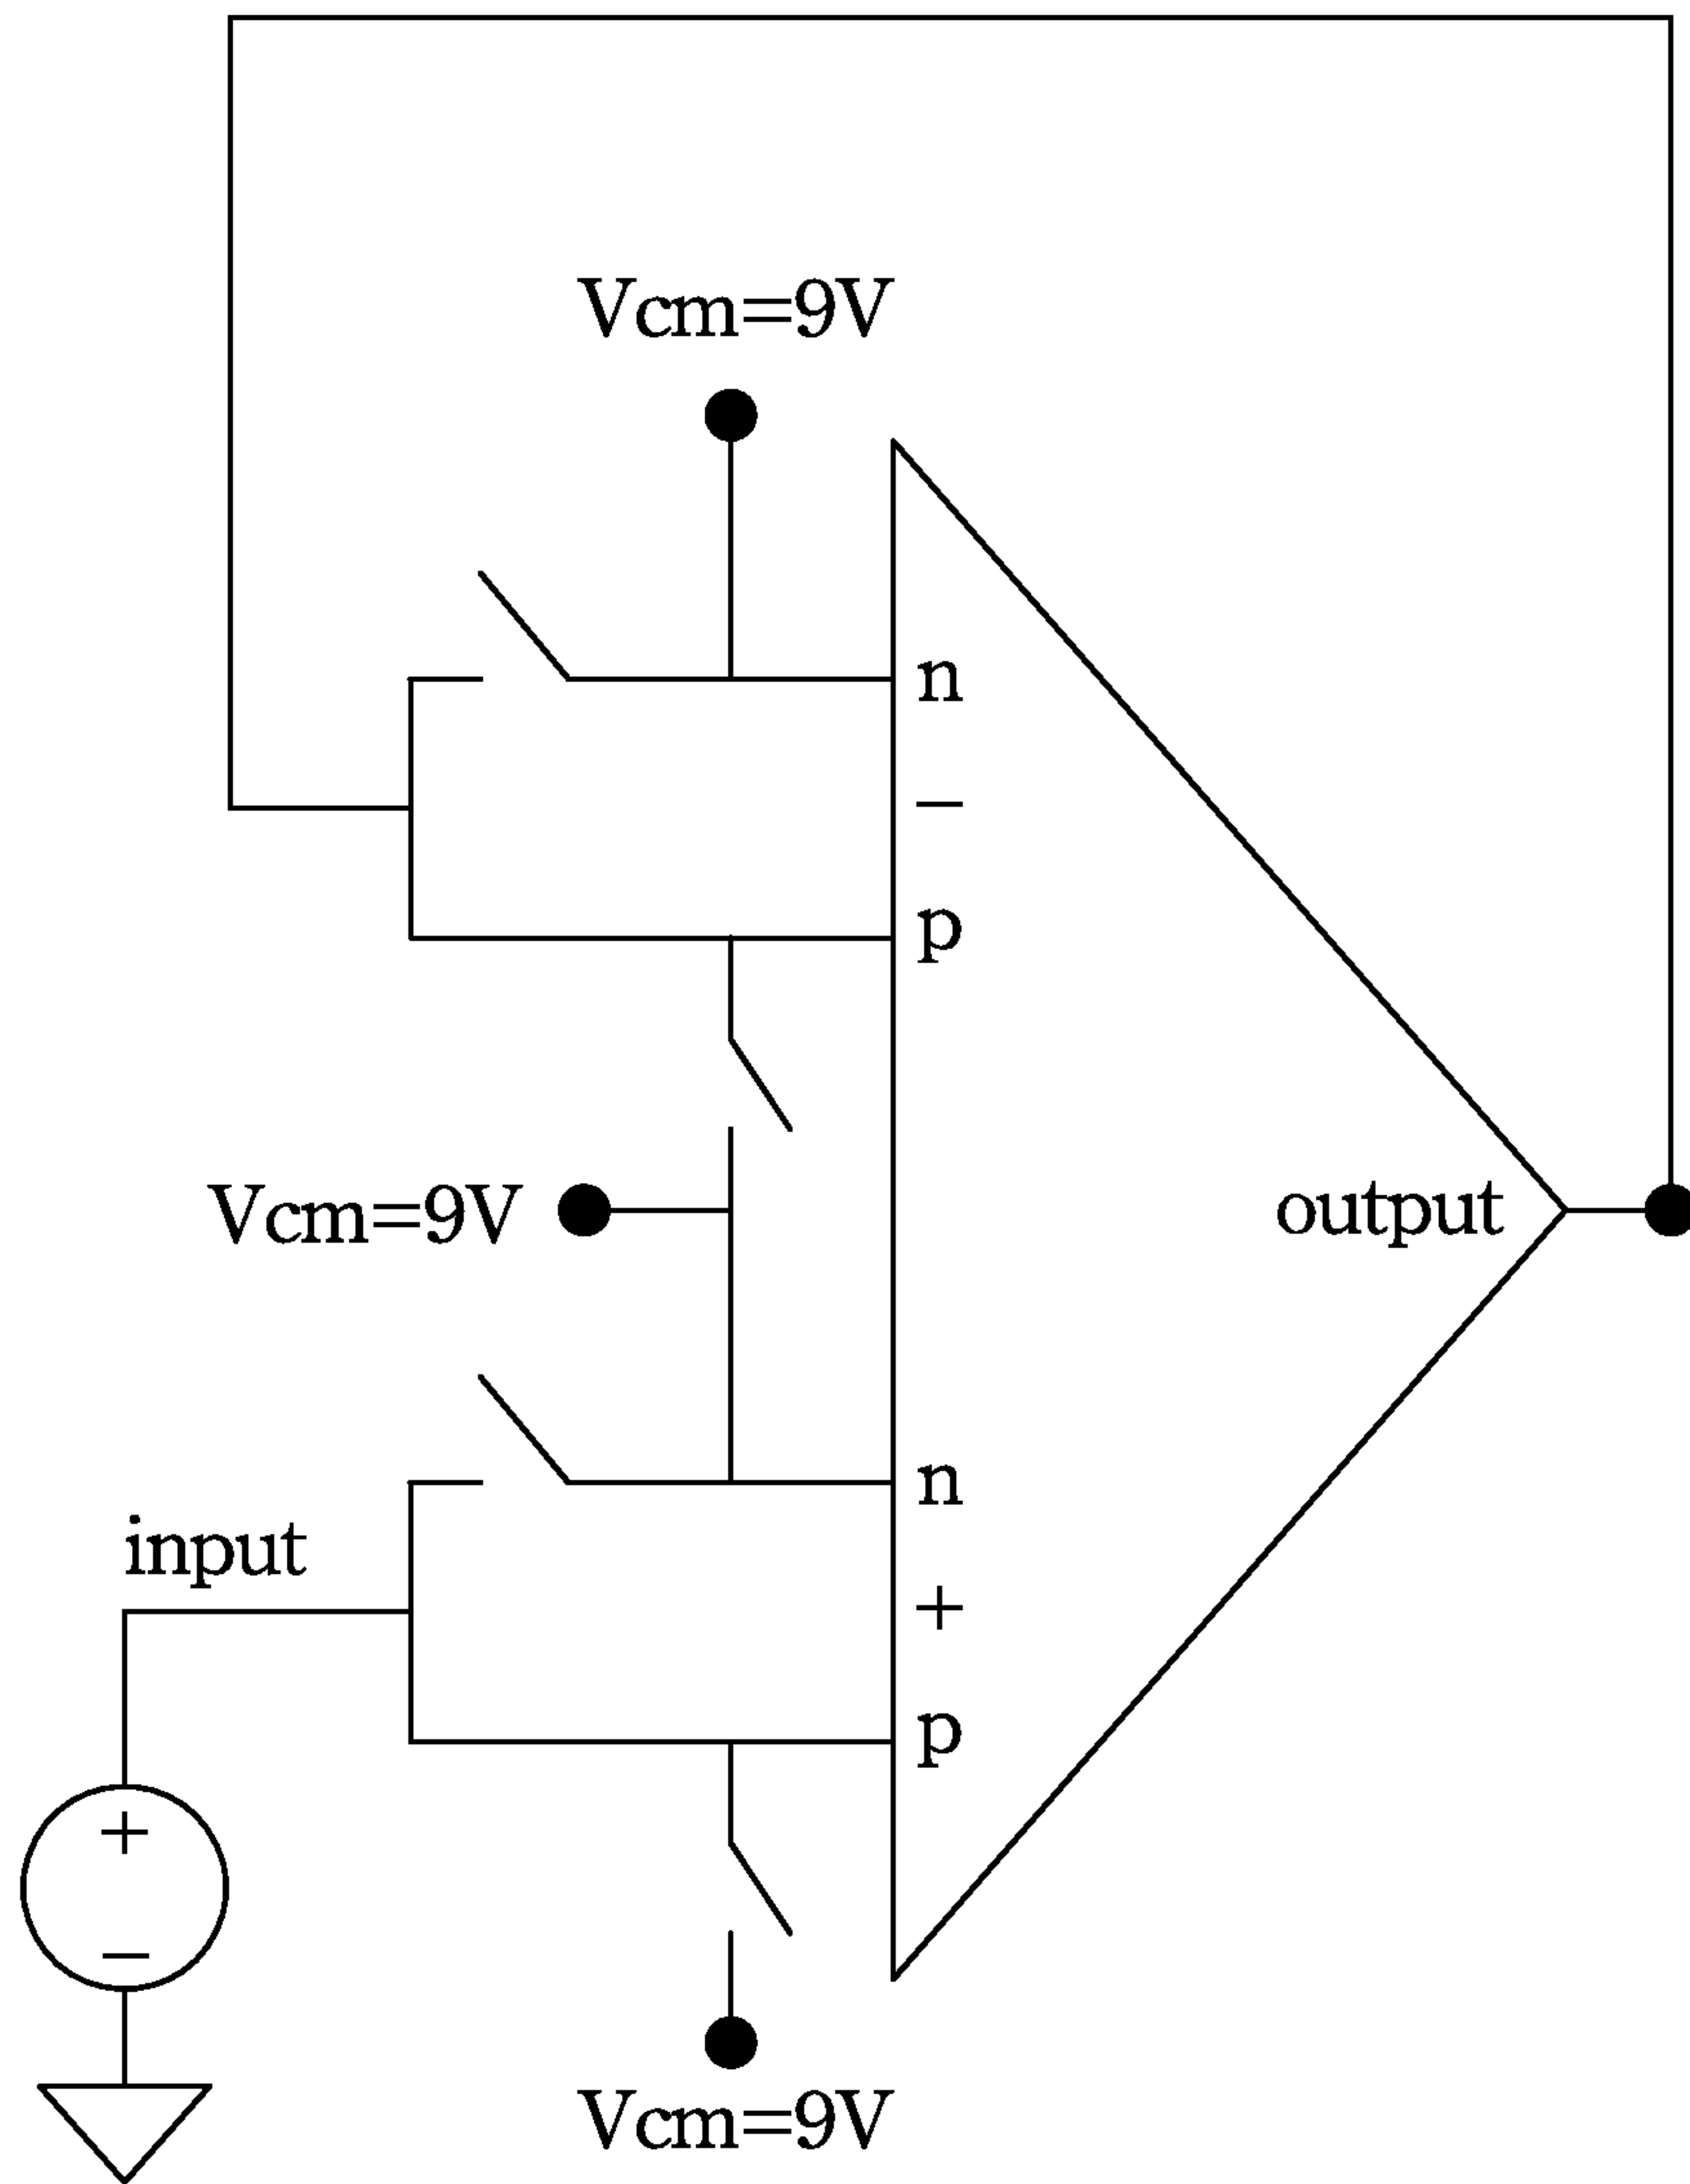 Vcm=9V
n
−
p
Vcm=9V
output
n
input
+
p
+
−
Vcm=9V